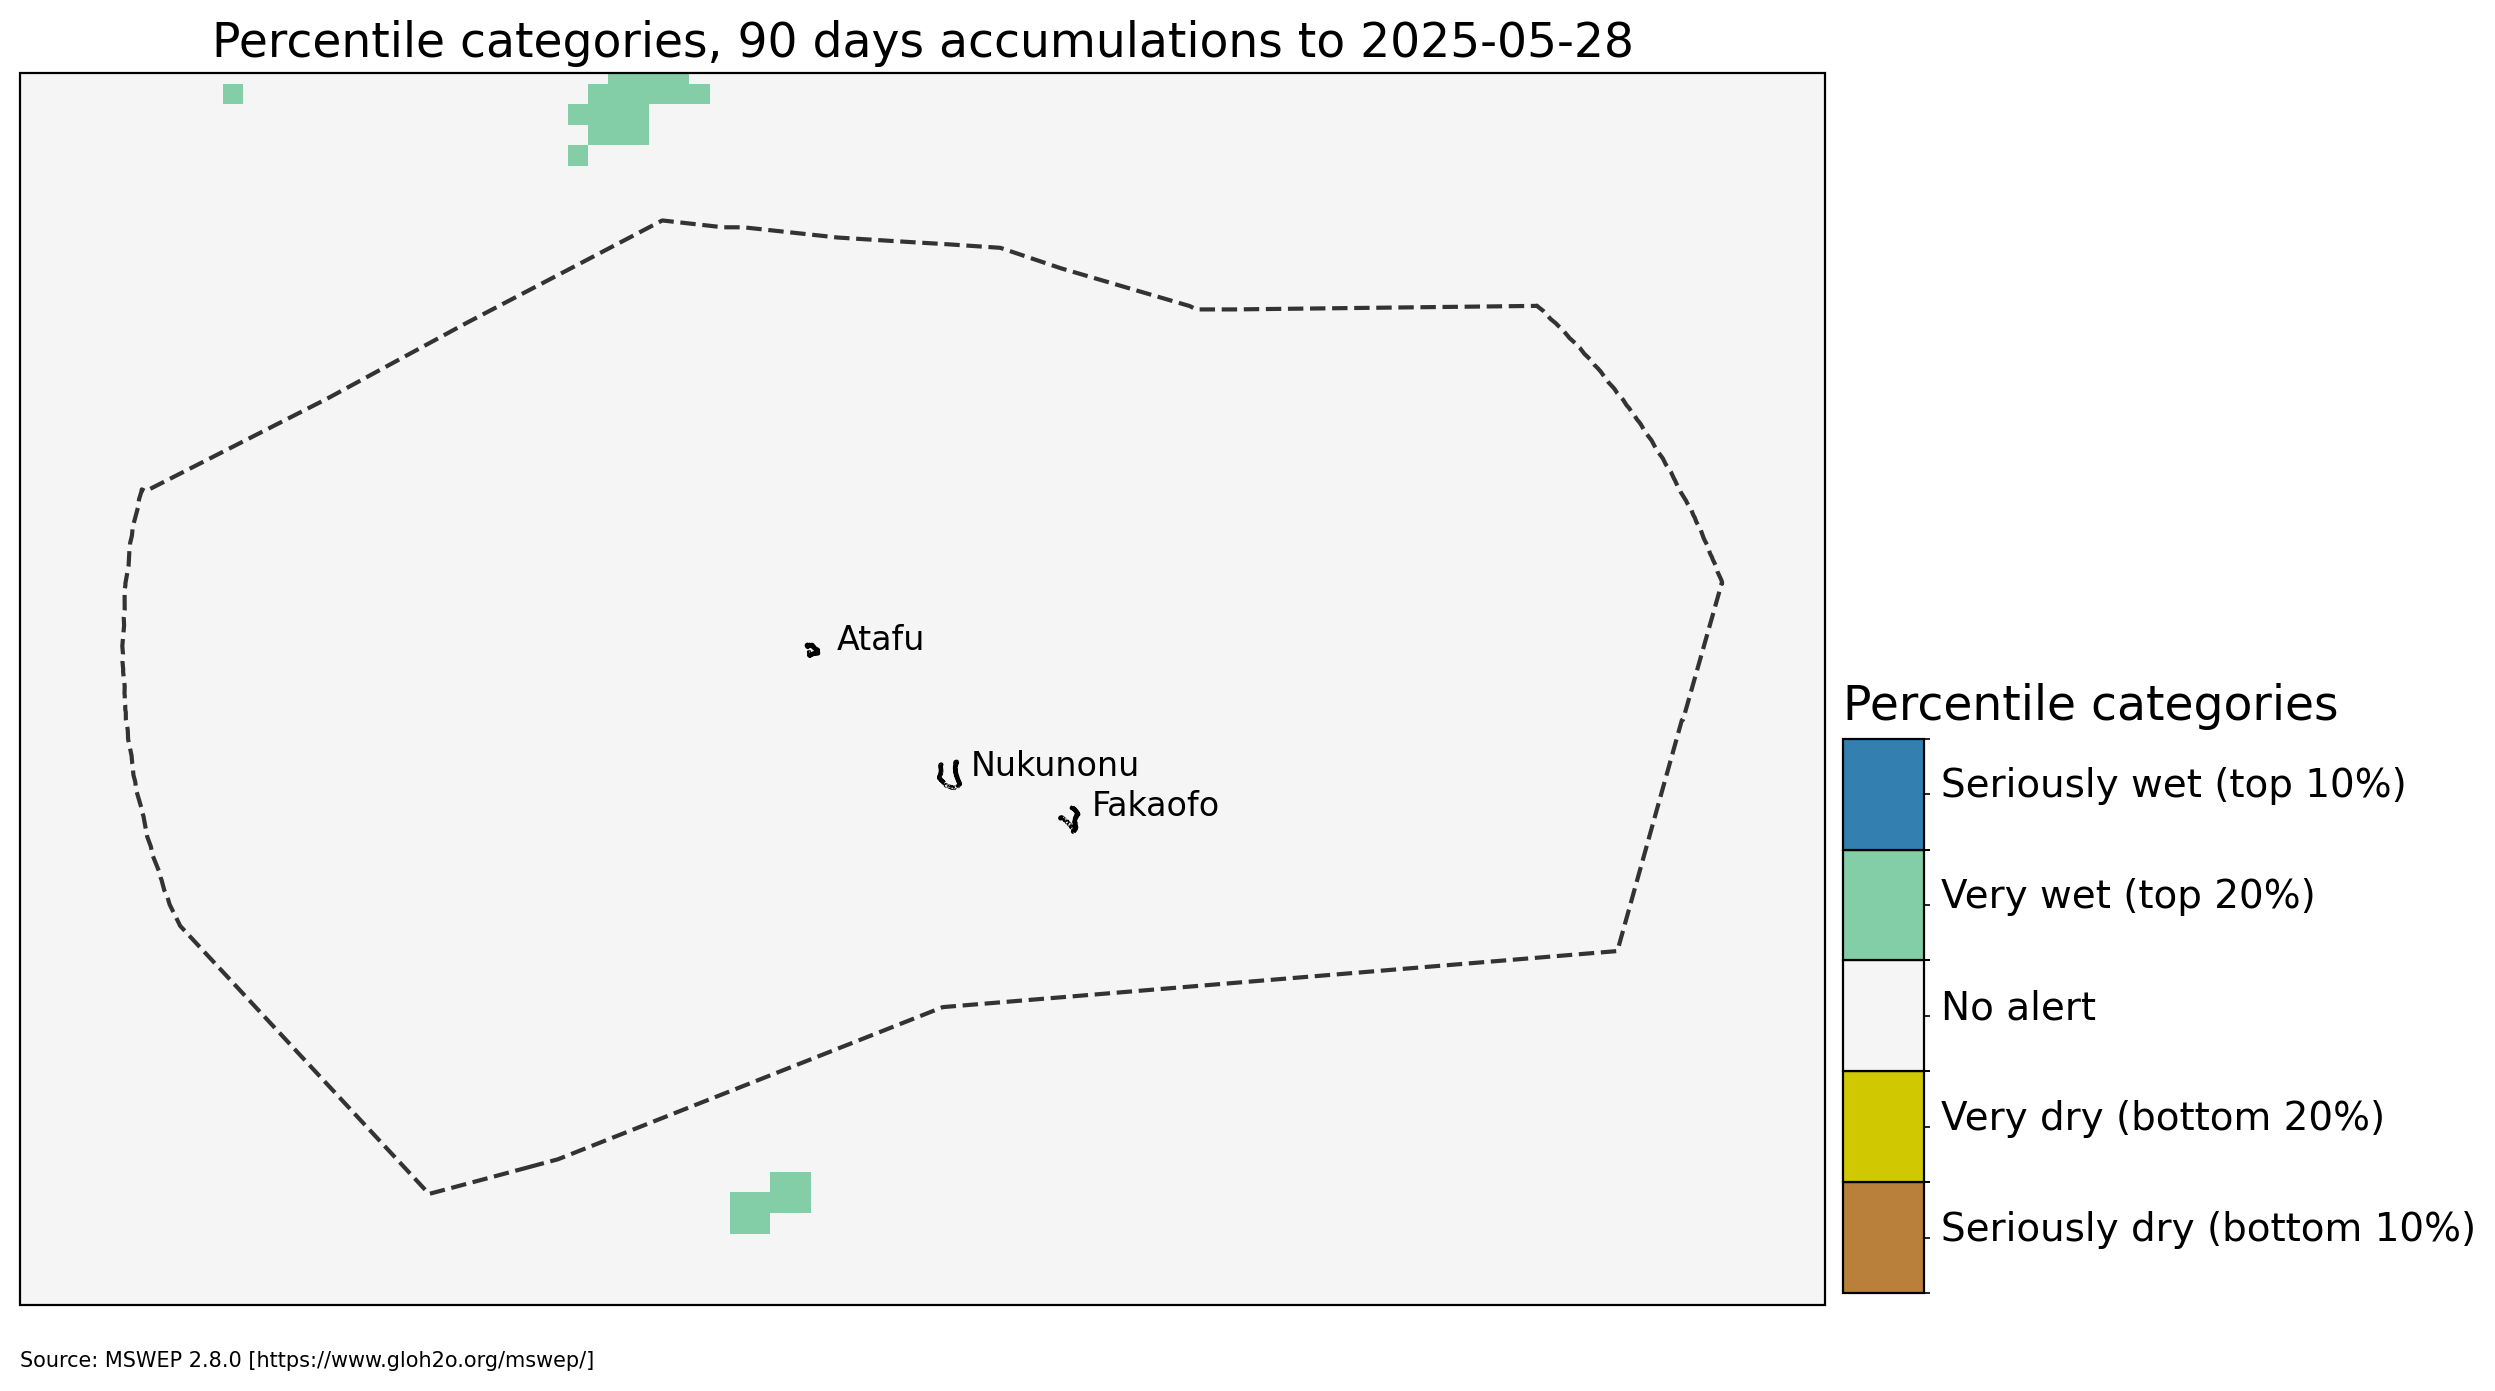 Percentile categories, 90 days accumulations to 2025-05-28
Atafu
Nukunonu
Fakaofo
Percentile categories
Seriously wet (top 10%)
Very wet (top 20%)
No alert
Very dry (bottom 20%)
Seriously dry (bottom 10%)
Source: MSWEP 2.8.0 [https://www.gloh2o.org/mswep/]